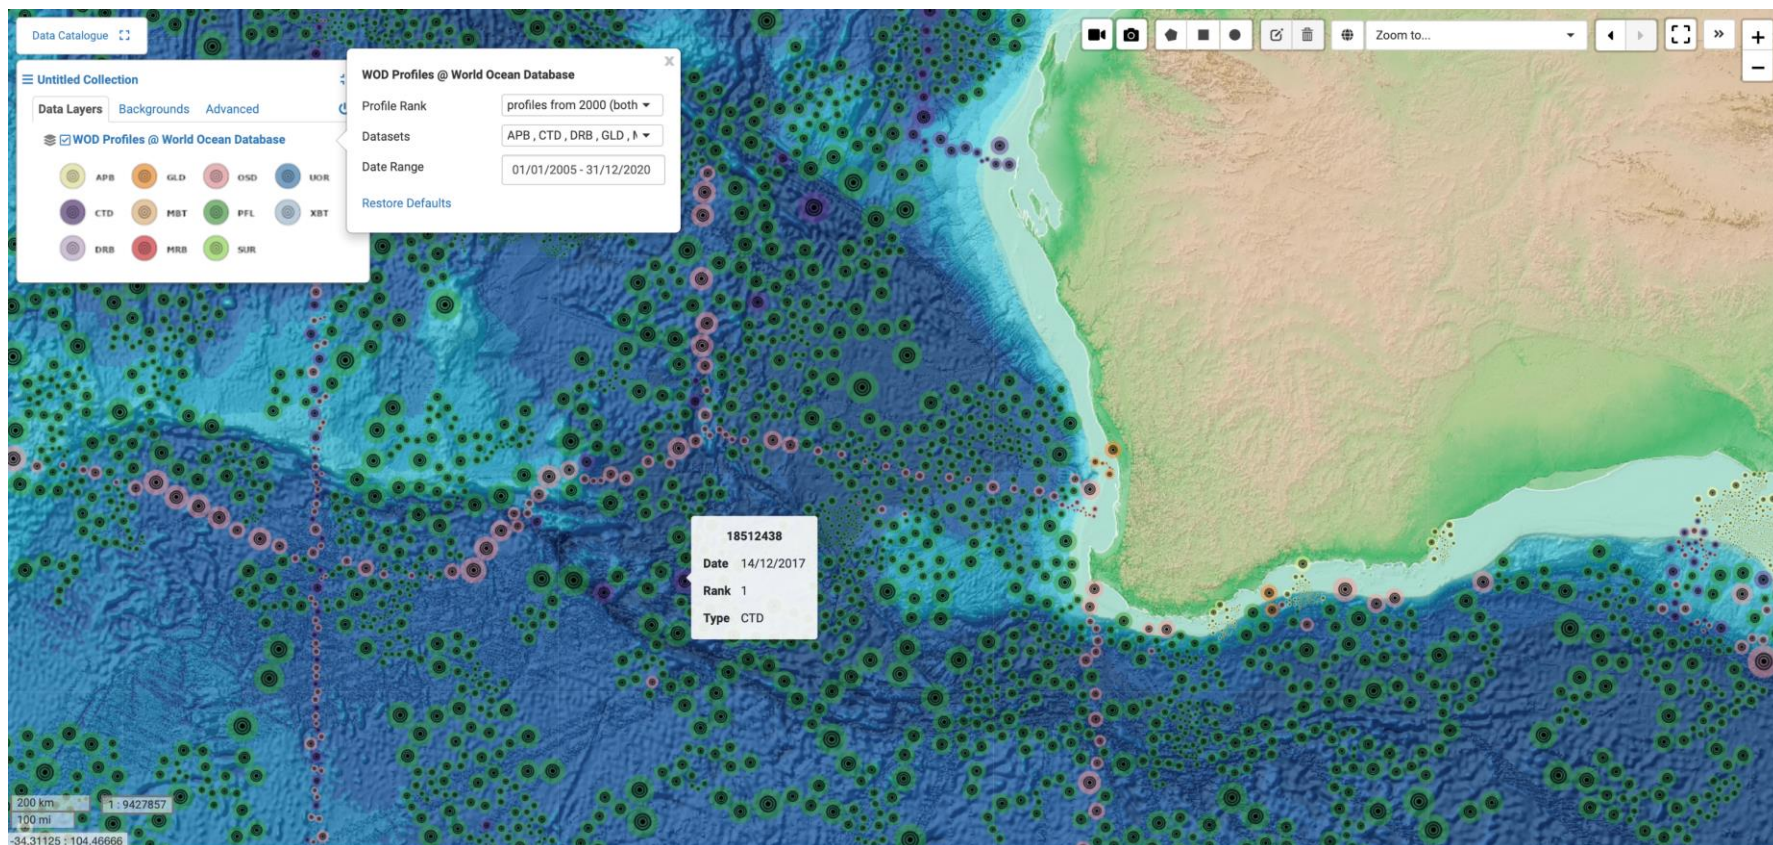 Data Catalogue
Untitled Collection
Data Layers Backgrounds Advanced
WOD Profiles @ World Ocean Database
APB GLD OSD UOR
CTD MBT PFL XBT
DRB MRB SUR
x
WOD Profiles @ World Ocean Database
Profile Rank profiles from 2000 (both
Datasets APB , CTD , DRB , GLD ,
Date Range 01/01/2005 - 31/12/2020
Restore Defaults
Zoom to...
»
+
−
18512438
Date 14/12/2017
Rank 1
Type CTD
200 km
1 : 9427857
100 mi
-34.31125 : 104.46666